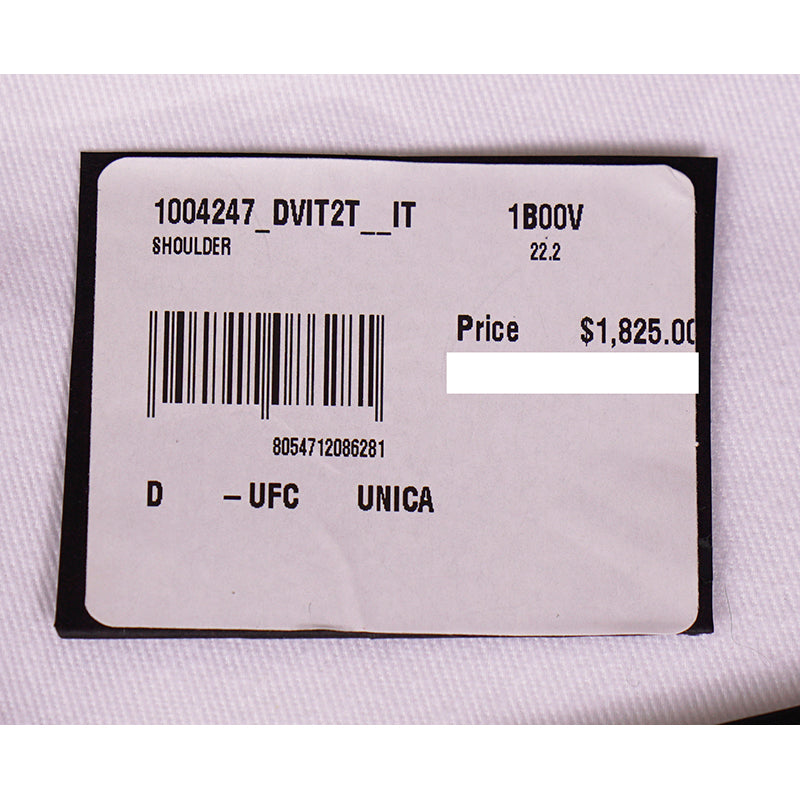 1004247_DVIT2T__IT 1B00V
SHOULDER 22.2
Price $1,825.00
8054712086281
D – UFC UNICA